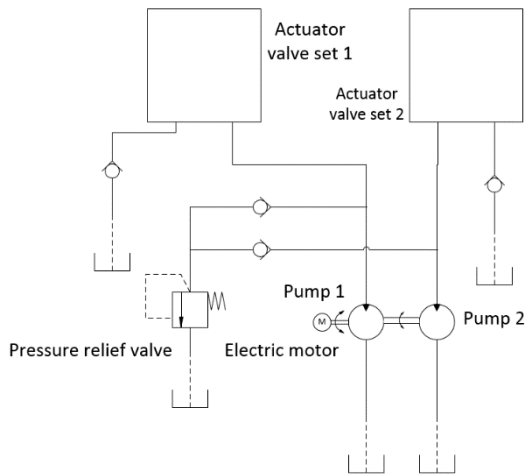 Actuator
valve set 1
Actuator
valve set 2
Pump 1
M
Pump 2
Pressure relief valve
Electric motor